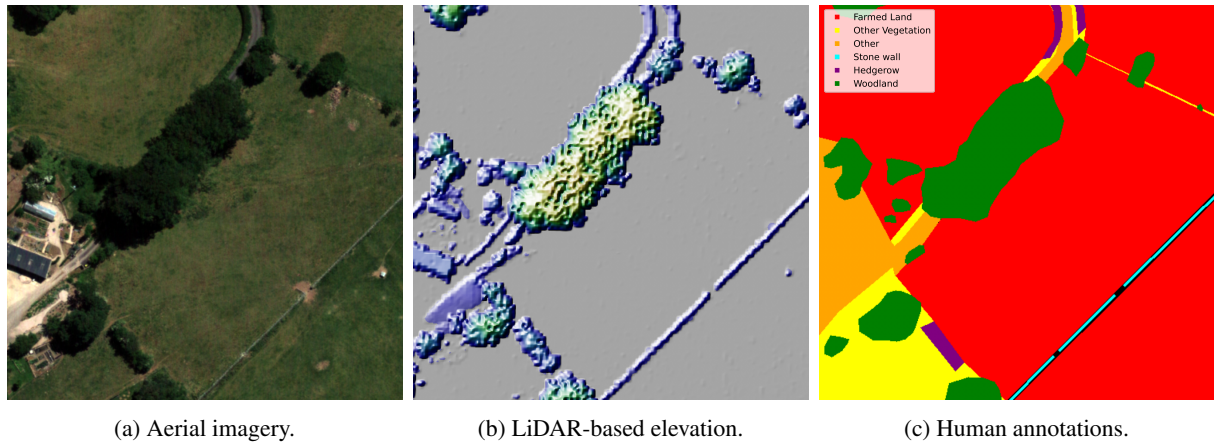 Farmed Land
Other Vegetation
Other
Stone wall
Hedgerow
Woodland
(a) Aerial imagery.
(b) LiDAR-based elevation.
(c) Human annotations.